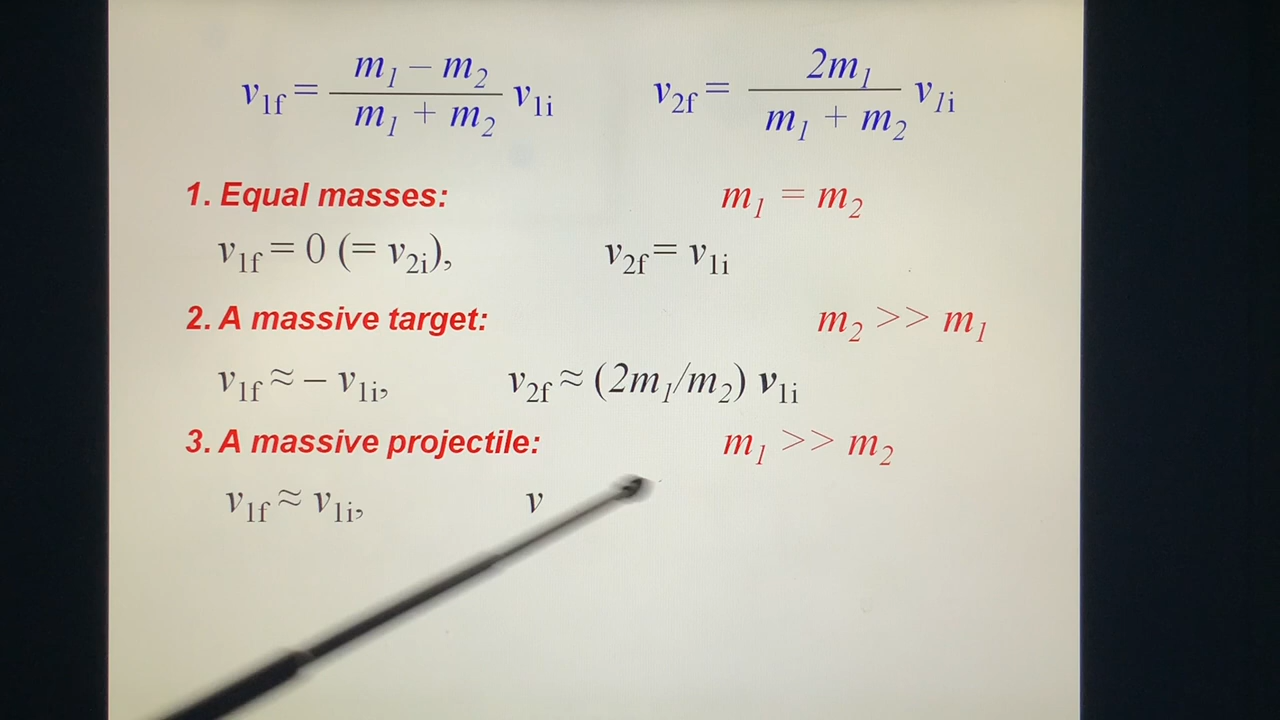 v1f = (m1 − m2)/(m1 + m2) v1i    v2f = 2m1/(m1 + m2) v1i
1. Equal masses: m1 = m2
v1f = 0 (= v2i), v2f = v1i
2. A massive target: m2 >> m1
v1f ≈ − v1i, v2f ≈ (2m1/m2) v1i
3. A massive projectile: m1 >> m2
v1f ≈ v1i, v